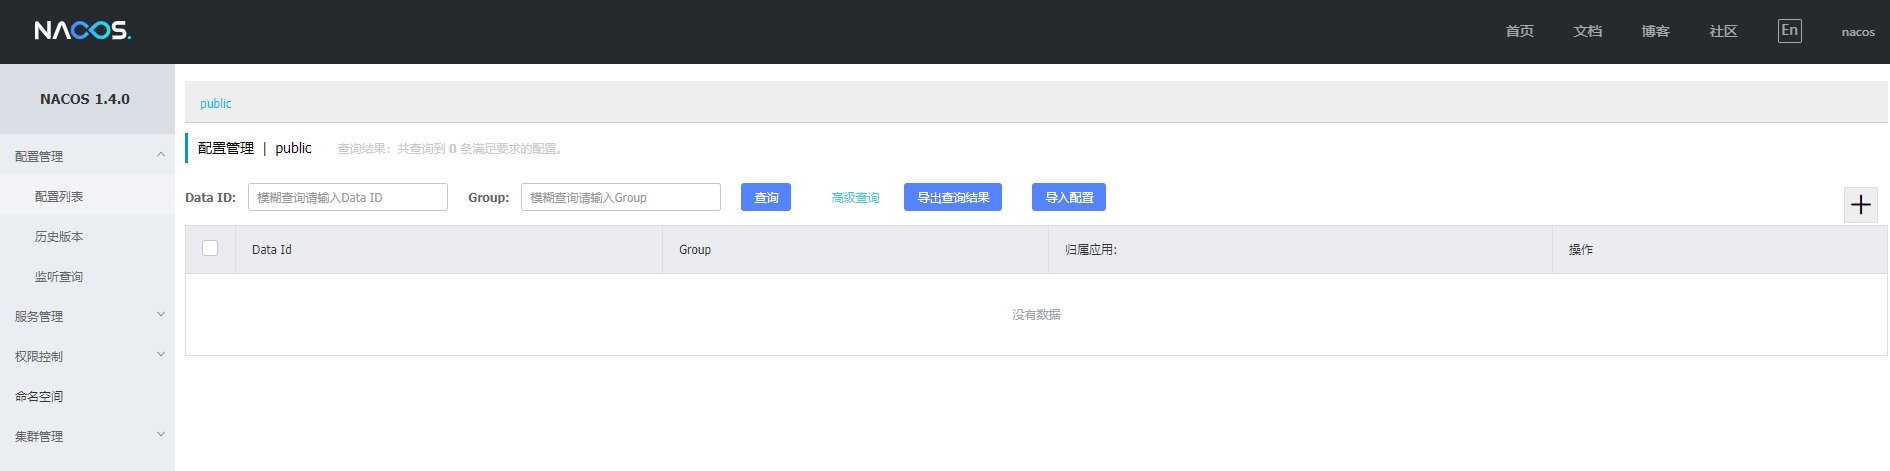 NACOS.
首页 文档 博客 社区 En nacos
NACOS 1.4.0
配置管理
配置列表
历史版本
监听查询
服务管理
权限控制
命名空间
集群管理
public
配置管理 | public 查询结果：共查询到 0 条满足要求的配置。
Data ID: 模糊查询请输入Data ID Group: 模糊查询请输入Group 查询 高级查询 导出查询结果 导入配置
Data Id Group 归属应用: 操作
没有数据